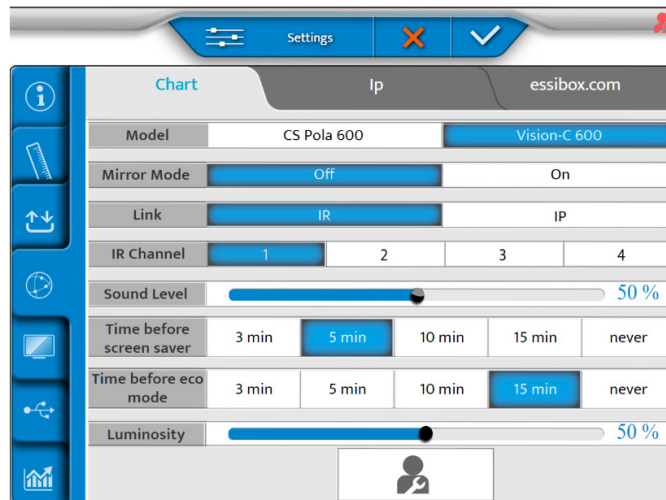 Settings
Chart Ip essibox.com
Model CS Pola 600 Vision-C 600
Mirror Mode Off On
Link IR IP
IR Channel 1 2 3 4
Sound Level 50 %
Time before
screen saver 3 min 5 min 10 min 15 min never
Time before eco
mode 3 min 5 min 10 min 15 min never
Luminosity 50 %